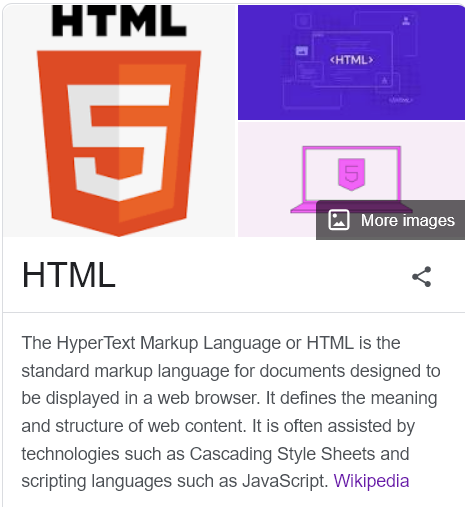 HTML
5
<HTML>
More images
HTML
The HyperText Markup Language or HTML is the
standard markup language for documents designed to
be displayed in a web browser. It defines the meaning
and structure of web content. It is often assisted by
technologies such as Cascading Style Sheets and
scripting languages such as JavaScript. Wikipedia